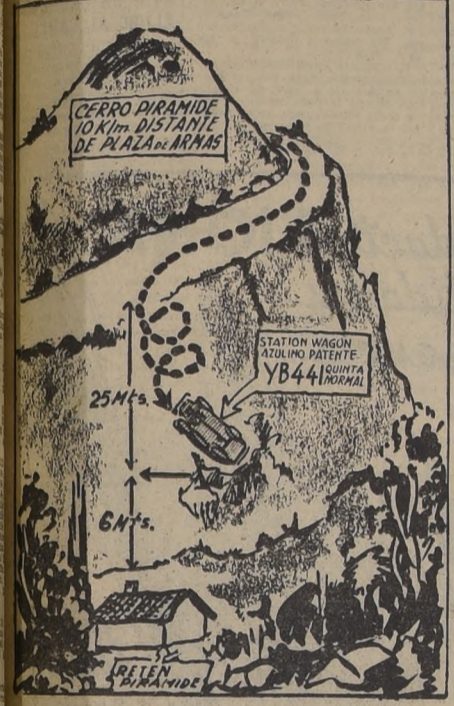 CERRO PIRAMIDE
10 Klm. DISTANTE
DE PLAZA DE ARMAS
STATION WAGON
AZULINO PATENTE
YB441 QUINTA
NORMAL
25 Mts.
6 Mts.
RETEN
PIRAMIDE